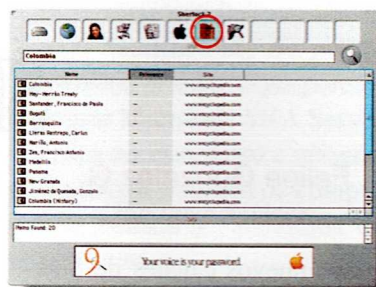 Sherlock 2
Colombia
Name Relevance Site
Colombia - www.encyclopedia.com
Hay-Herrán Treaty - www.encyclopedia.com
Santander, Francisco de Paula - www.encyclopedia.com
Bogotá - www.encyclopedia.com
Barranquilla - www.encyclopedia.com
Lleras Restrepo, Carlos - www.encyclopedia.com
Nariño, Antonio - www.encyclopedia.com
Zea, Francisco Antonio - www.encyclopedia.com
Medellín - www.encyclopedia.com
Panama - www.encyclopedia.com
New Granada - www.encyclopedia.com
Jiménez de Quesada, Gonzalo - www.encyclopedia.com
Colombia (History) - www.encyclopedia.com
Items Found: 20
9. Your voice is your password.